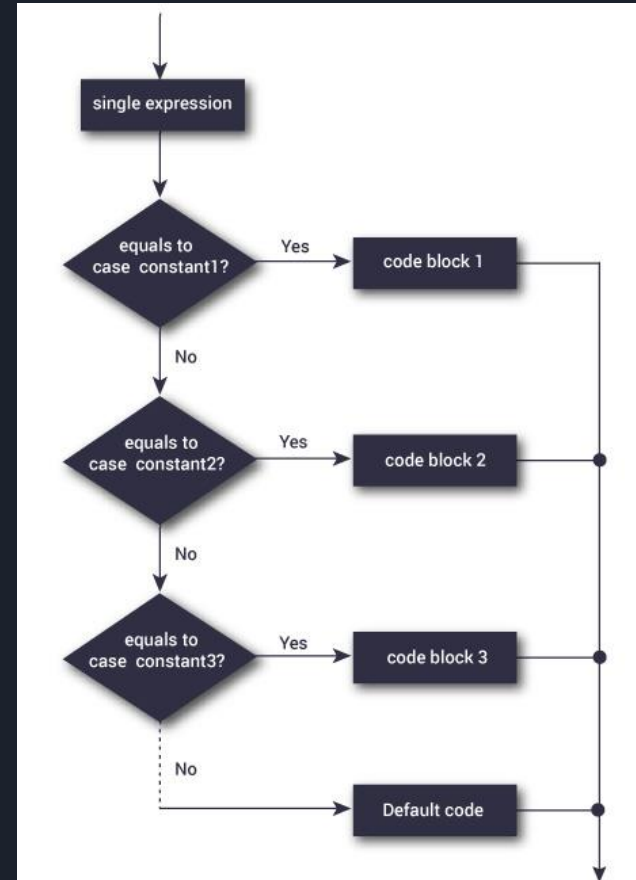 single expression
equals to
case constant1?
Yes
code block 1
No
equals to
case constant2?
Yes
code block 2
No
equals to
case constant3?
Yes
code block 3
No
Default code